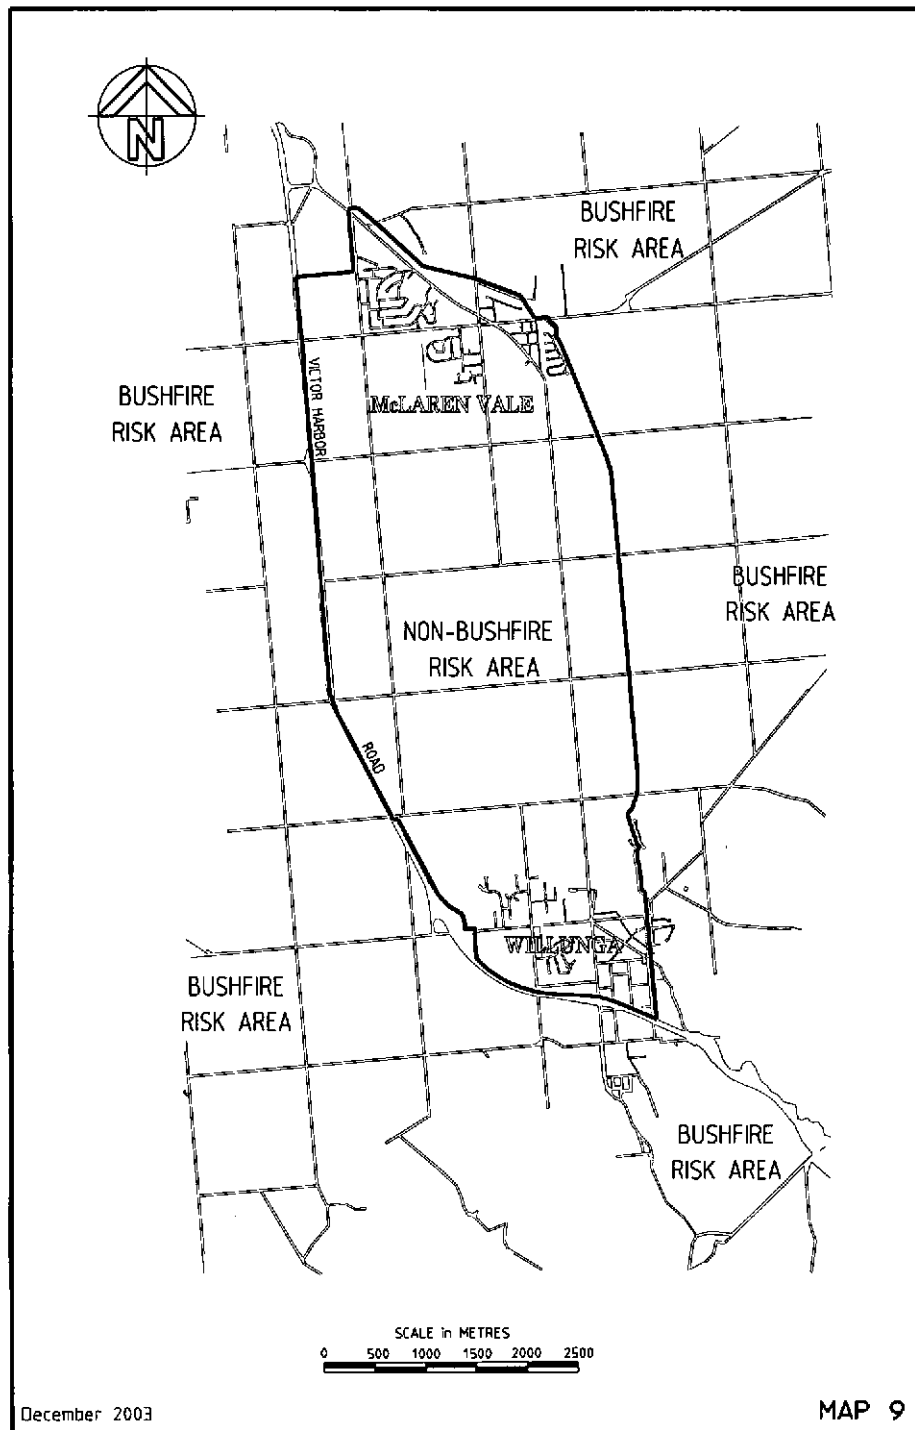 N
BUSHFIRE
RISK AREA
BUSHFIRE
RISK AREA
VICTOR HARBOR
McLAREN VALE
BUSHFIRE
RISK AREA
NON-BUSHFIRE
RISK AREA
ROAD
WILLUNGA
BUSHFIRE
RISK AREA
BUSHFIRE
RISK AREA
SCALE in METRES
0 500 1000 1500 2000 2500
December 2003
MAP 9